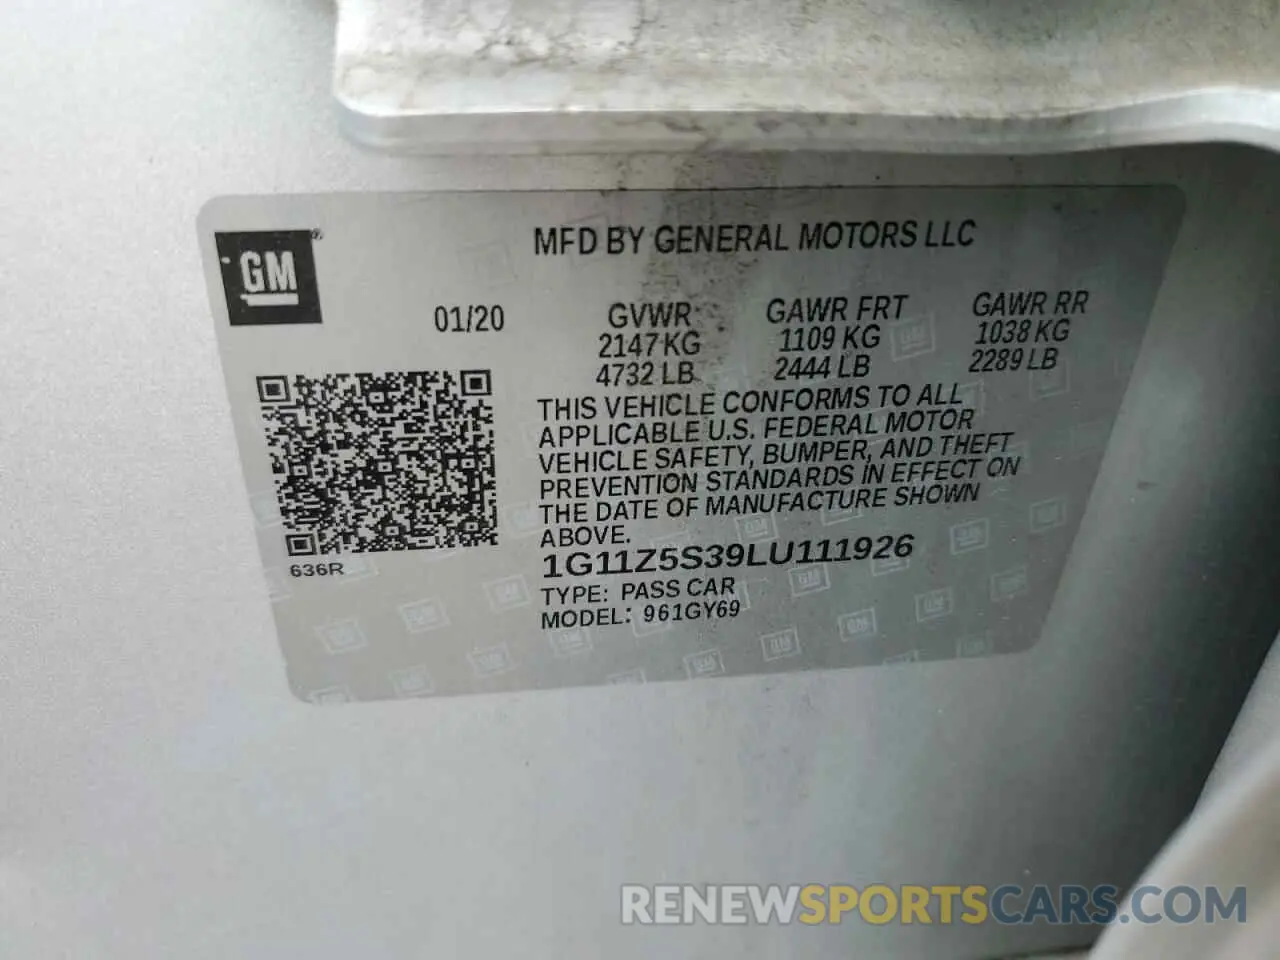 GM®
MFD BY GENERAL MOTORS LLC
01/20
GVWR GAWR FRT GAWR RR
2147KG 1109 KG 1038 KG
4732 LB 2444 LB 2289 LB
THIS VEHICLE CONFORMS TO ALL
APPLICABLE U.S. FEDERAL MOTOR
VEHICLE SAFETY, BUMPER, AND THEFT
PREVENTION STANDARDS IN EFFECT ON
THE DATE OF MANUFACTURE SHOWN
ABOVE.
636R
1G11Z5S39LU111926
TYPE: PASS CAR
MODEL: 961GY69
RENEWSPORTSCARS.COM